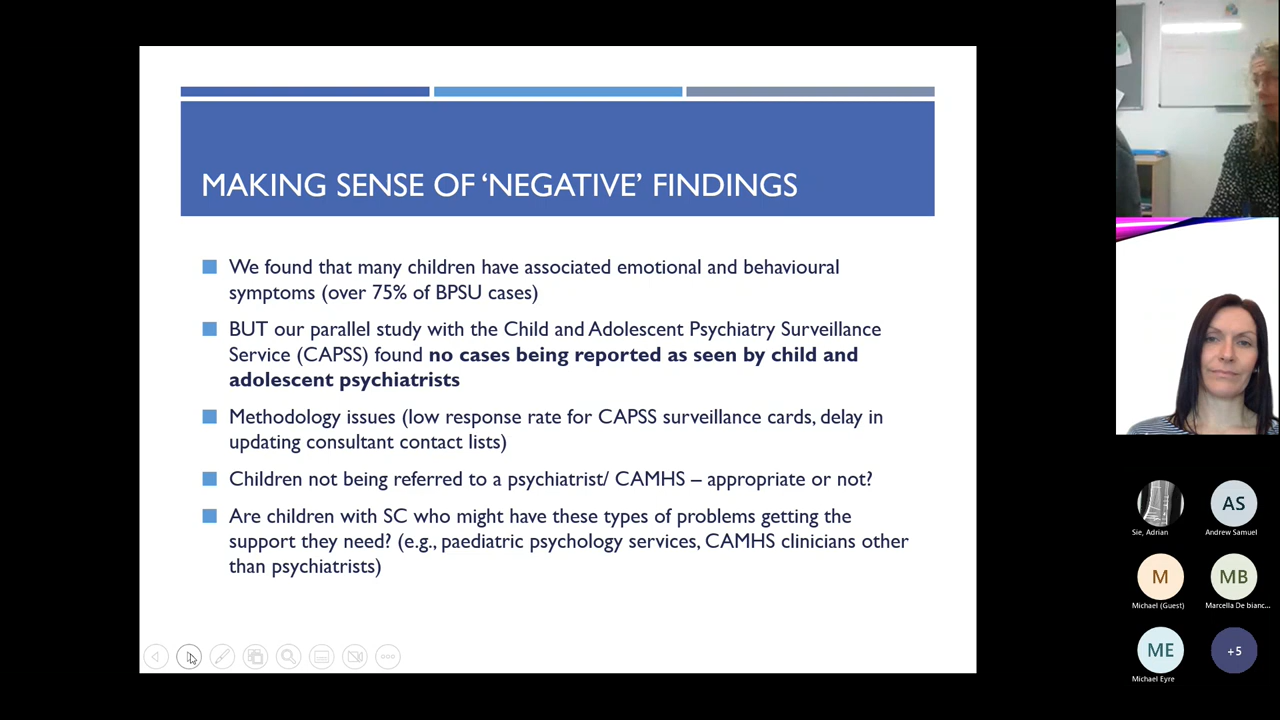 MAKING SENSE OF ‘NEGATIVE’ FINDINGS
We found that many children have associated emotional and behavioural
symptoms (over 75% of BPSU cases)
BUT our parallel study with the Child and Adolescent Psychiatry Surveillance
Service (CAPSS) found no cases being reported as seen by child and
adolescent psychiatrists
Methodology issues (low response rate for CAPSS surveillance cards, delay in
updating consultant contact lists)
Children not being referred to a psychiatrist/ CAMHS – appropriate or not?
Are children with SC who might have these types of problems getting the
support they need? (e.g., paediatric psychology services, CAMHS clinicians other
than psychiatrists)
AS
Sie, Adrian
Andrew Samuel
M
MB
Michael (Guest)
Marcella De bianc...
ME
+5
Michael Eyre